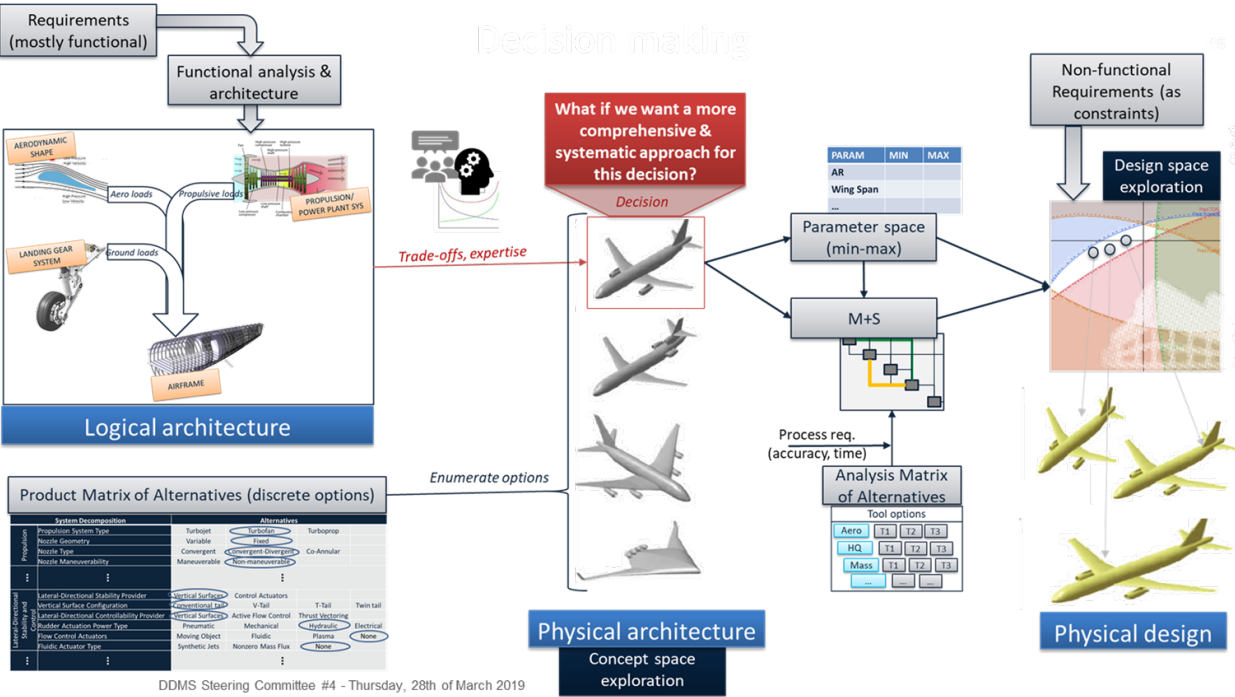 Decision making
Requirements
(mostly functional)
Functional analysis &
architecture
AERODYNAMIC
SHAPE
Aero loads
Propulsive loads
PROPULSION/
POWER PLANT SYS
LANDING GEAR
SYSTEM
Ground loads
AIRFRAME
Logical architecture
Trade-offs, expertise
What if we want a more
comprehensive &
systematic approach for
this decision?
Decision
PARAM MIN MAX
AR
Wing Span
...
Parameter space
(min-max)
M+S
Process req.
(accuracy, time)
Analysis Matrix
of Alternatives
Tool options
Aero T1 T2 T3
HQ T1 T2 T3
Mass T1 T2 T3
... ... ...
Non-functional
Requirements (as
constraints)
Design space
exploration
Physical design
Enumerate options
Product Matrix of Alternatives (discrete options)
System Decomposition Alternatives
Propulsion
Propulsion System Type Turbojet Turbofan Turboprop
Nozzle Geometry Variable Fixed
Nozzle Type Convergent Convergent-Divergent Co-Annular
Nozzle Maneuverability Maneuverable Non-maneuverable
Lateral-Directional
Stability and
Control
Lateral-Directional Stability Provider Vertical Surfaces Control Actuators
Vertical Surface Configuration Conventional tail V-Tail T-Tail Twin tail
Lateral-Directional Controllability Provider Vertical Surfaces Active Flow Control Thrust Vectoring
Rudder Actuation Power Type Pneumatic Mechanical Hydraulic Electrical
Flow Control Actuators Moving Object Fluidic Plasma None
Fluidic Actuator Type Synthetic Jets Nonzero Mass Flux None
Physical architecture
Concept space
exploration
DDMS Steering Committee #4 - Thursday, 28th of March 2019